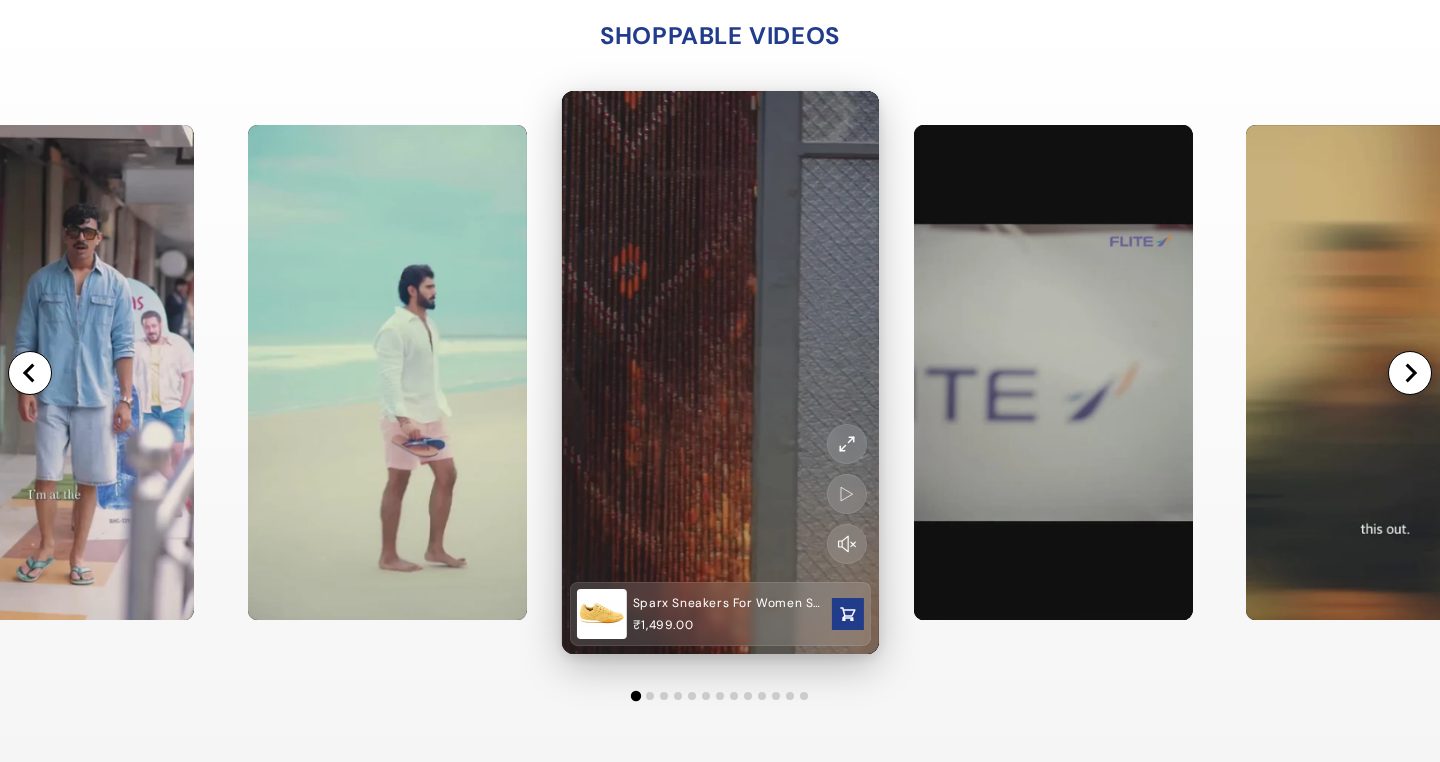 SHOPPABLE VIDEOS
I'm at the
FLITE
ITE
this out.
Sparx Sneakers For Women S...
₹1,499.00